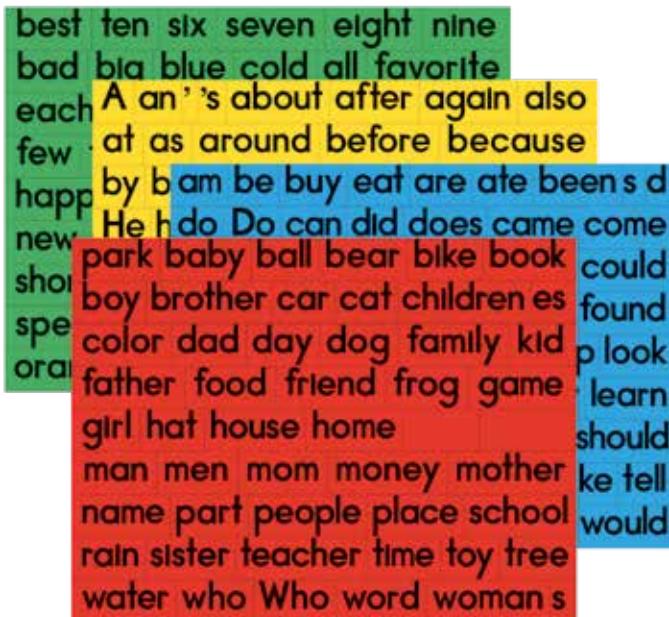 best ten six seven eight nine
bad big blue cold all favorite
each
few
happ
new
spe
A an ’ ’s about after again also
at as around before because
by b
He h
am be buy eat are ate been s d
do Do can did does came come
could
found
p look
learn
should
ke tell
would
park baby ball bear bike book
boy brother car cat children es
color dad day dog family kid
father food friend frog game
girl hat house home
man men mom money mother
name part people place school
rain sister teacher time toy tree
water who Who word woman s